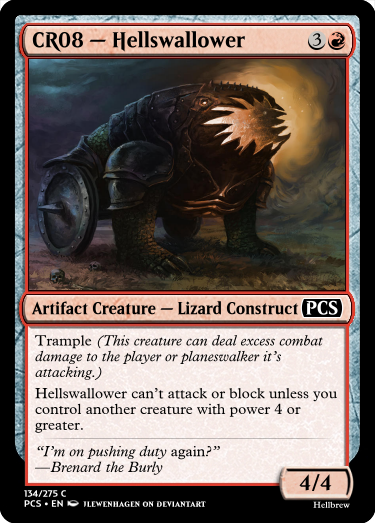 CR08 — Hellswallower 3
Artifact Creature — Lizard Construct PCS
Trample (This creature can deal excess combat
damage to the player or planeswalker it's
attacking.)
Hellswallower can't attack or block unless you
control another creature with power 4 or
greater.
“I'm on pushing duty again?”
—Brenard the Burly
4/4
134/275 C
PCS • EN ILEWENHAGEN ON DEVIANTART
Hellbrew